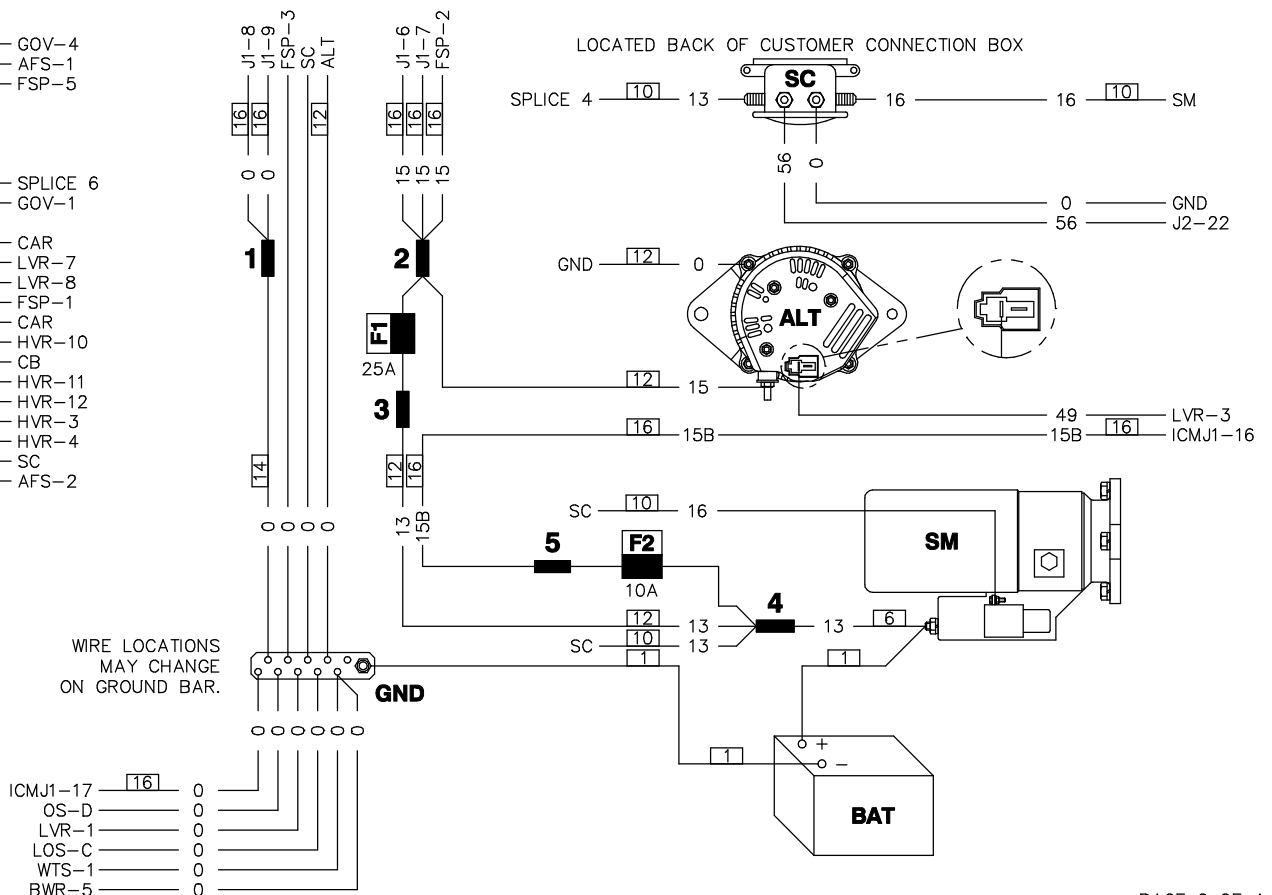 GOV-4
AFS-1
FSP-5
SPLICE 6
GOV-1
CAR
LVR-7
LVR-8
FSP-1
CAR
HVR-10
CB
HVR-11
HVR-12
HVR-3
HVR-4
SC
AFS-2
J1-8
J1-9
FSP-3
SC
ALT
J1-6
J1-7
FSP-2
16
16
12
16
16
16
0
0
15
15
15
1
2
F1
25A
3
14
12
16
0
0
0
0
13
15B
LOCATED BACK OF CUSTOMER CONNECTION BOX
SPLICE 4
10
13
SC
16
16
10
SM
56
0
0
GND
56
J2-22
GND
12
0
ALT
12
15
49
LVR-3
16
15B
15B
16
ICMJ1-16
SC
10
16
SM
5
F2
10A
4
12
13
13
6
SC
10
13
1
1
WIRE LOCATIONS
MAY CHANGE
ON GROUND BAR.
GND
1
+
-
BAT
0
0
0
0
0
0
ICMJ1-17
16
0
OS-D
0
LVR-1
0
LOS-C
0
WTS-1
0
BWR-5
0